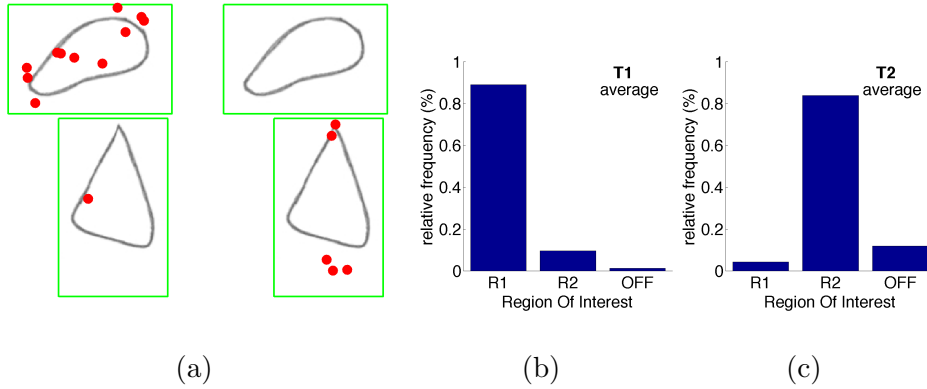 T1
average
relative frequency (%)
1
0.8
0.6
0.4
0.2
0
R1 R2 OFF
Region Of Interest
T2
average
relative frequency (%)
1
0.8
0.6
0.4
0.2
0
R1 R2 OFF
Region Of Interest
(a) (b) (c)